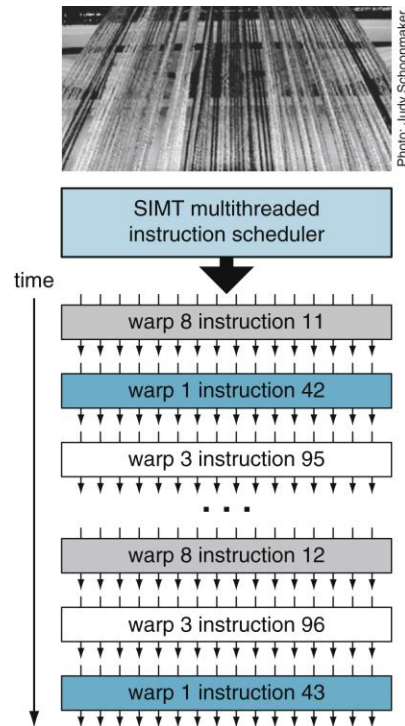 Photo: Judy Schoonmaker
SIMT multithreaded
instruction scheduler
time
warp 8 instruction 11
warp 1 instruction 42
warp 3 instruction 95
...
warp 8 instruction 12
warp 3 instruction 96
warp 1 instruction 43